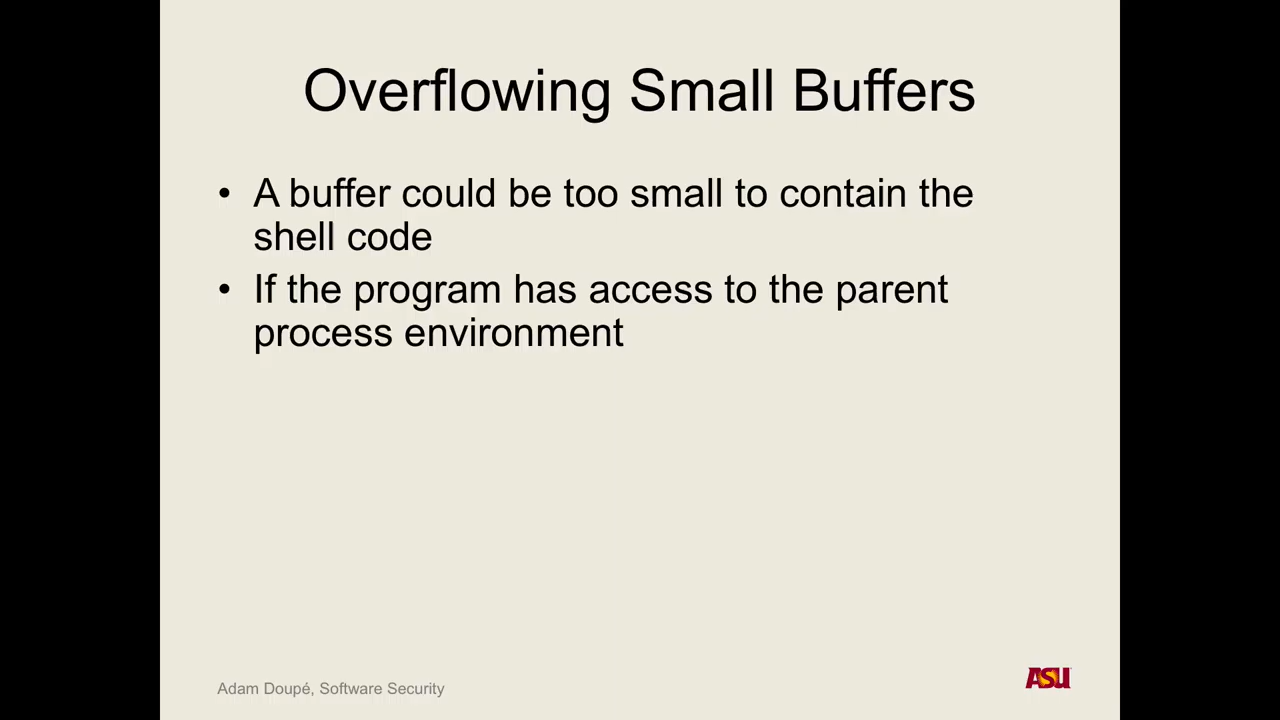 Overflowing Small Buffers
• A buffer could be too small to contain the
shell code
• If the program has access to the parent
process environment
Adam Doupé, Software Security
ASU